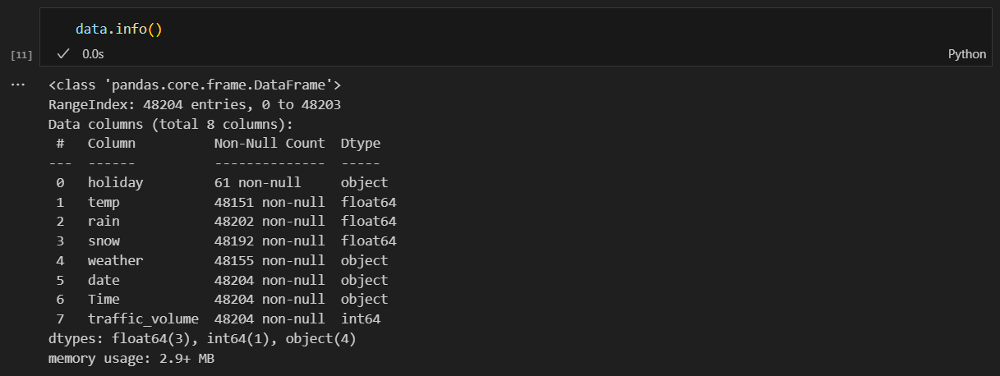 data.info()
[11]
0.0s
Python
...
<class 'pandas.core.frame.DataFrame'>
RangeIndex: 48204 entries, 0 to 48203
Data columns (total 8 columns):
 #   Column          Non-Null Count  Dtype
---  ------          --------------  -----
 0   holiday         61 non-null     object
 1   temp            48151 non-null  float64
 2   rain            48202 non-null  float64
 3   snow            48192 non-null  float64
 4   weather         48155 non-null  object
 5   date            48204 non-null  object
 6   Time            48204 non-null  object
 7   traffic_volume  48204 non-null  int64
dtypes: float64(3), int64(1), object(4)
memory usage: 2.9+ MB